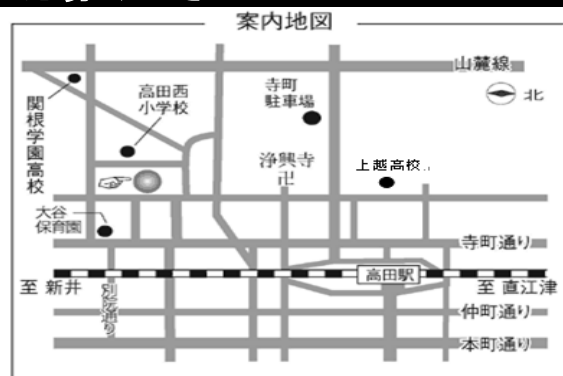 案内地図
山麓線
北
関根学園高校
高田西
小学校
寺町
駐車場
浄興寺
卍
上越高校
大谷
保育園
寺町通り
高田駅
至 新井
至 直江津
別院通り
仲町通り
本町通り